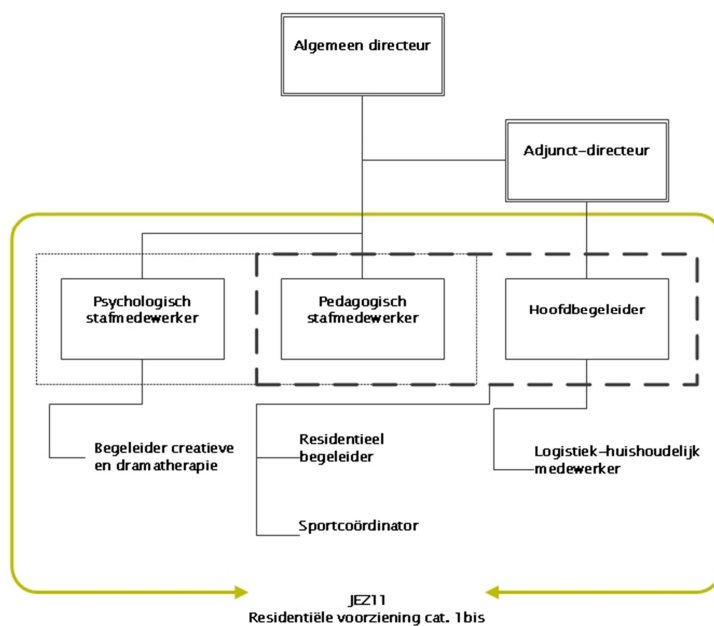 Algemeen directeur
Adjunct-directeur
Psychologisch
stafmedewerker
Pedagogisch
stafmedewerker
Hoofdbegeleider
Begeleider creatieve
en dramatherapie
Residentieel
begeleider
Logistiek-huishoudelijk
medewerker
Sportcoördinator
JEZ11
Residentiële voorziening cat. 1bis